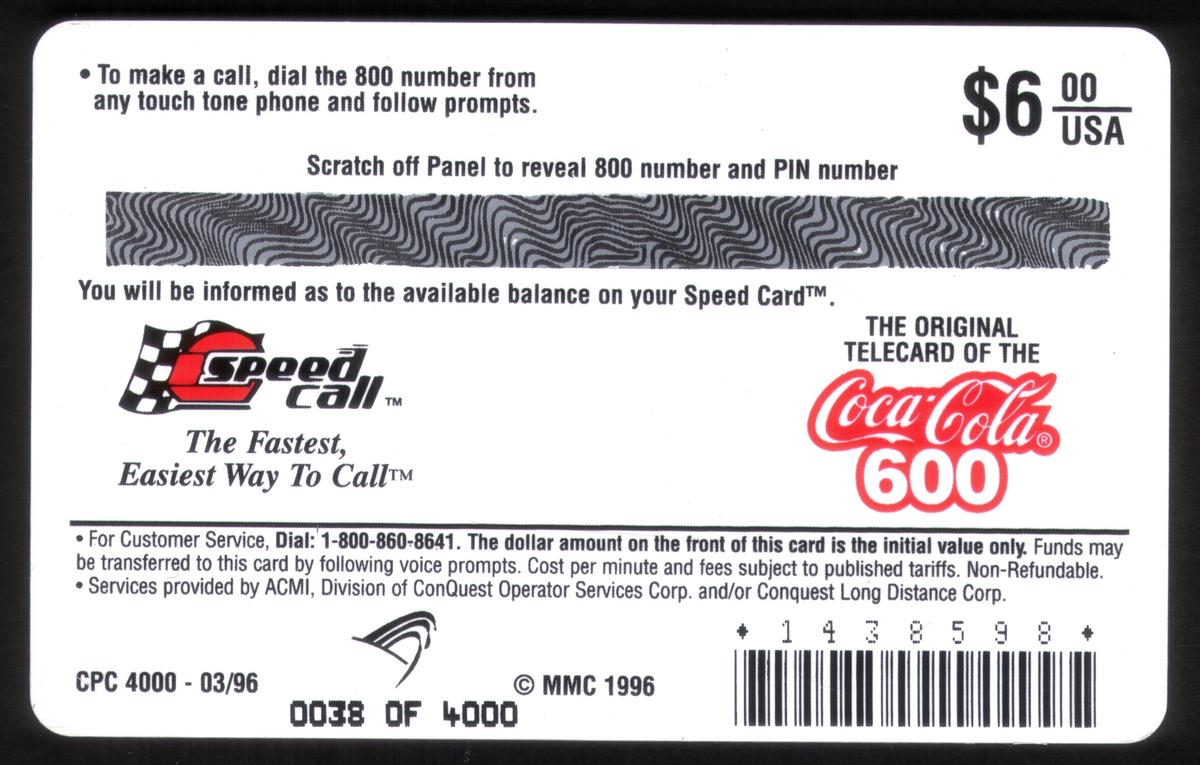 • To make a call, dial the 800 number from
any touch tone phone and follow prompts.
$6 00
USA
Scratch off Panel to reveal 800 number and PIN number
You will be informed as to the available balance on your Speed Card™.
speed
call™
The Fastest,
Easiest Way To Call™
THE ORIGINAL
TELECARD OF THE
Coca-Cola®
600
• For Customer Service, Dial: 1-800-860-8641. The dollar amount on the front of this card is the initial value only. Funds may
be transferred to this card by following voice prompts. Cost per minute and fees subject to published tariffs. Non-Refundable.
• Services provided by ACMI, Division of ConQuest Operator Services Corp. and/or Conquest Long Distance Corp.
♦ 1 4 3 8 5 9 8 ♦
CPC 4000 - 03/96
© MMC 1996
0038 OF 4000